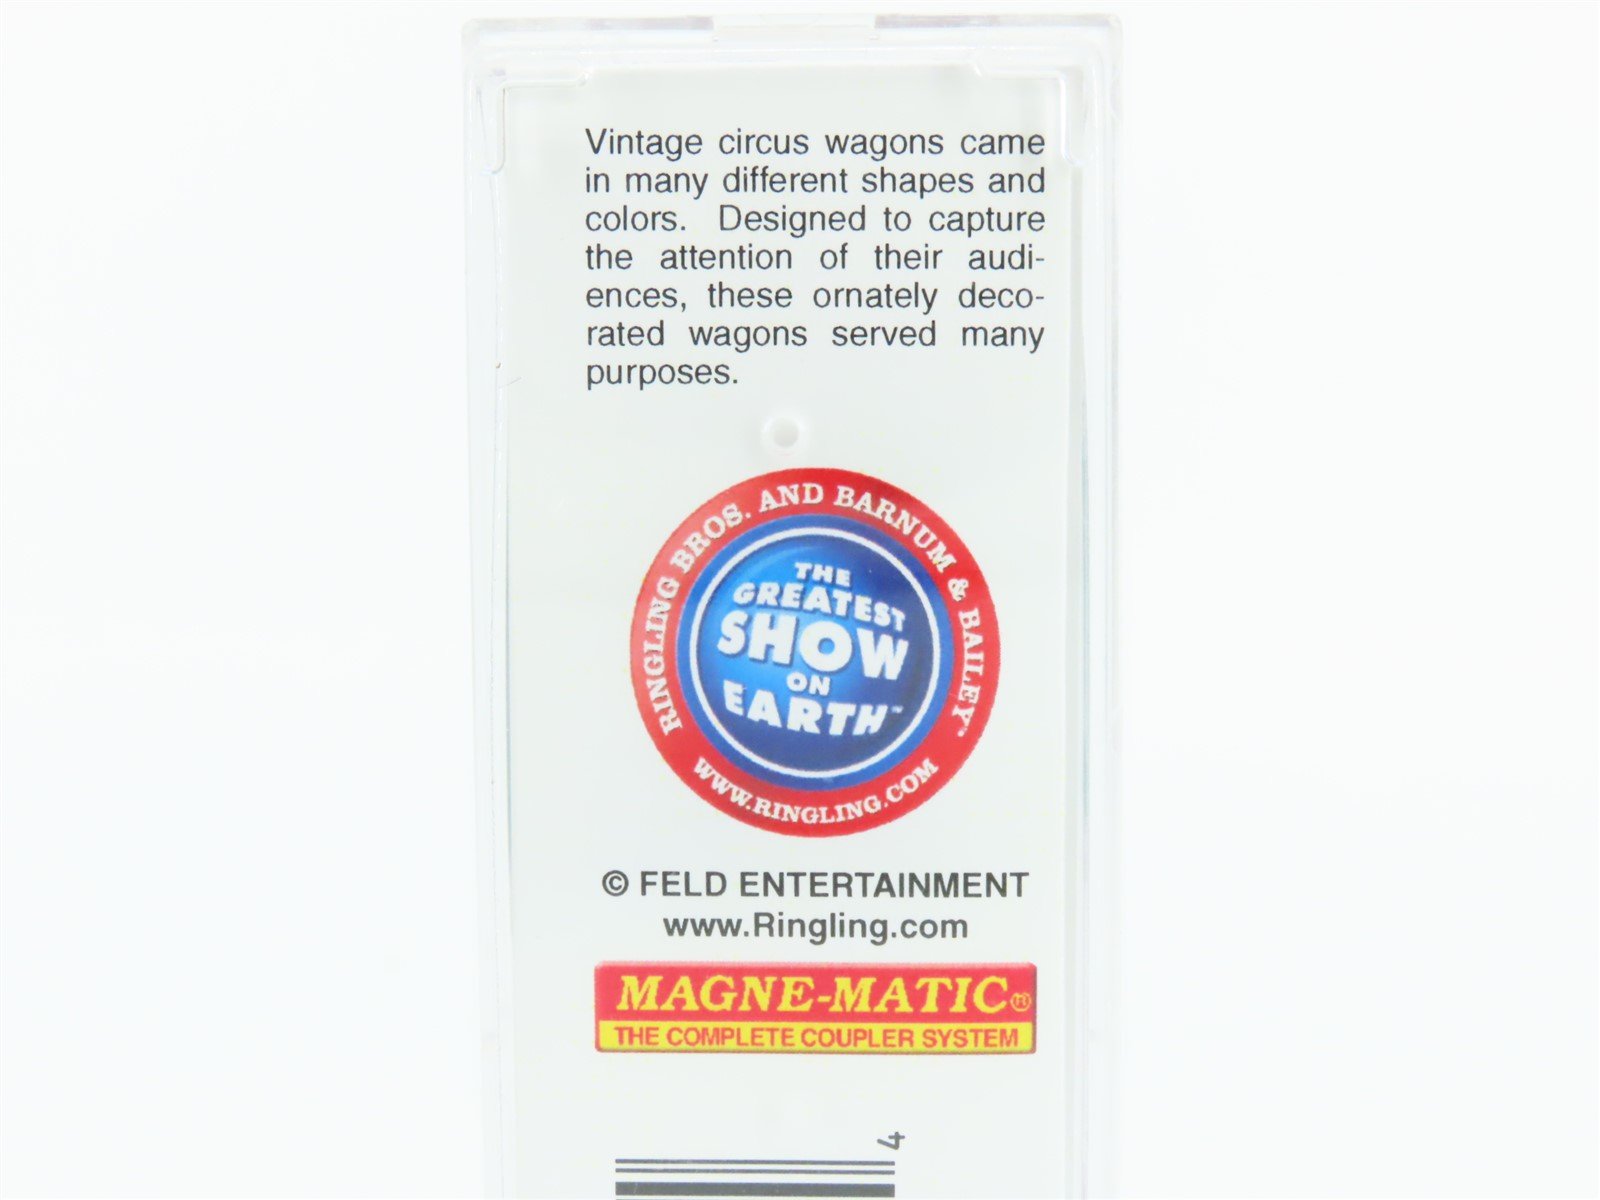 Vintage circus wagons came
in many different shapes and
colors. Designed to capture
the attention of their audi-
ences, these ornately deco-
rated wagons served many
purposes.
RINGLING BROS. AND BARNUM & BAILEY
THE
GREATEST
SHOW
ON
EARTH™
WWW.RINGLING.COM
© FELD ENTERTAINMENT
www.Ringling.com
MAGNE-MATIC®
THE COMPLETE COUPLER SYSTEM
4